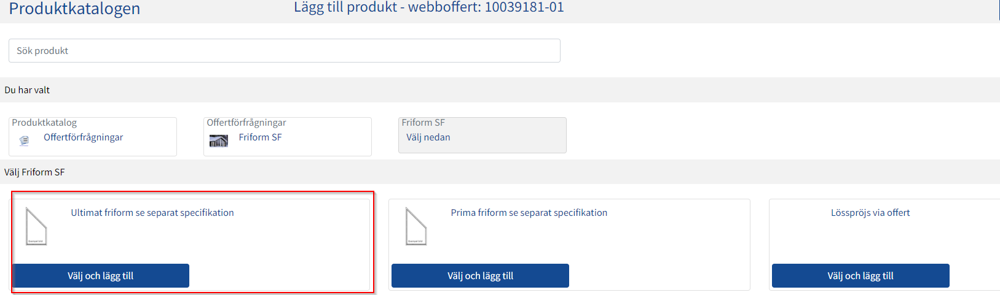 Produktkatalogen
Lägg till produkt - webboffert: 10039181-01
Sök produkt
Du har valt
Produktkatalog
Offertförfrågningar
Offertförfrågningar
Friform SF
Friform SF
Välj nedan
Välj Friform SF
Ultimat friform se separat specifikation
Välj och lägg till
Prima friform se separat specifikation
Välj och lägg till
Lösspröjs via offert
Välj och lägg till